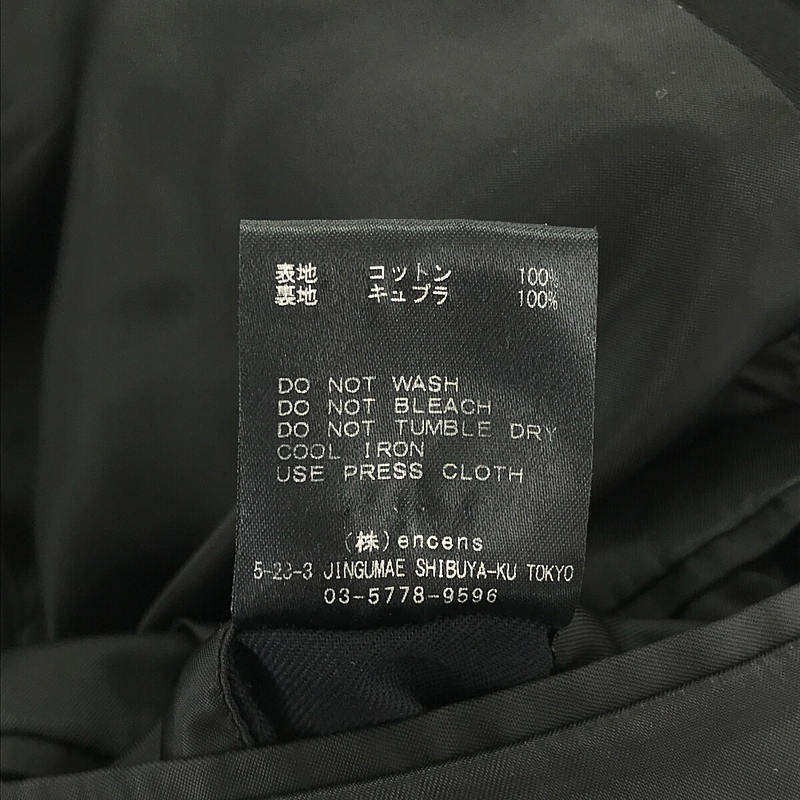 表地 コットン 100%
裏地 キュプラ 100%
DO NOT WASH
DO NOT BLEACH
DO NOT TUMBLE DRY
COOL IRON
USE PRESS CLOTH
(株)encens
5-23-3 JINGUMAE SHIBUYA-KU TOKYO
03-5778-9596